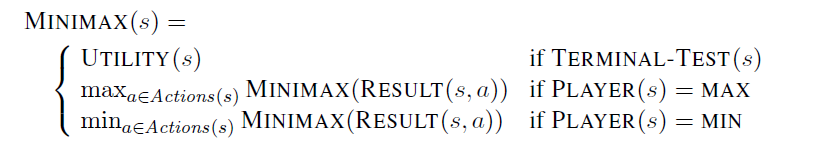 MINIMAX(s) =
UTILITY(s) if TERMINAL-TEST(s)
max_{a∈Actions(s)} MINIMAX(RESULT(s, a)) if PLAYER(s) = MAX
min_{a∈Actions(s)} MINIMAX(RESULT(s, a)) if PLAYER(s) = MIN